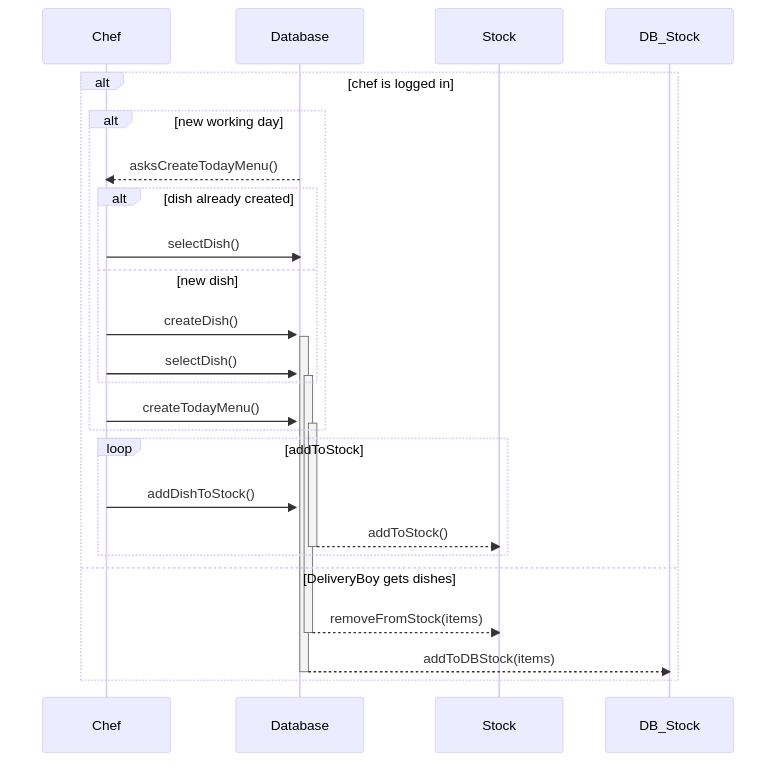 Chef
Database
Stock
DB_Stock
alt
[chef is logged in]
alt
[new working day]
asksCreateTodayMenu()
alt
[dish already created]
selectDish()
[new dish]
createDish()
selectDish()
createTodayMenu()
loop
[addToStock]
addDishToStock()
addToStock()
[DeliveryBoy gets dishes]
removeFromStock(items)
addToDBStock(items)
Chef
Database
Stock
DB_Stock